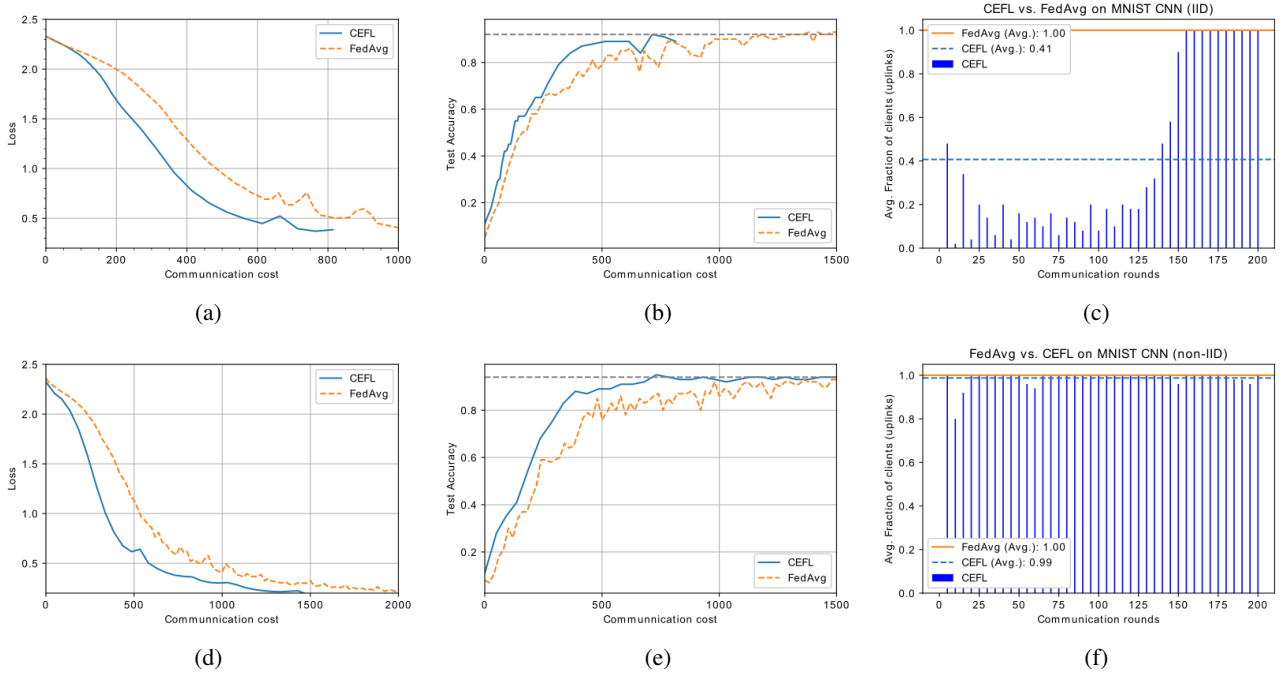 2.5
2.0
1.5
1.0
0.5
Loss
0
200
400
600
800
1000
Communnication cost
CEFL
FedAvg
(a)
1.0
0.8
0.6
0.4
0.2
Test Accuracy
0
500
1000
1500
Communnication cost
CEFL
FedAvg
(b)
CEFL vs. FedAvg on MNIST CNN (IID)
1.0
0.8
0.6
0.4
0.2
0.0
Avg. Fraction of clients (uplinks)
FedAvg (Avg.): 1.00
CEFL (Avg.): 0.41
CEFL
0
25
50
75
100
125
150
175
200
Communication rounds
(c)
2.5
2.0
1.5
1.0
0.5
Loss
0
500
1000
1500
2000
Communnication cost
CEFL
FedAvg
(d)
1.0
0.8
0.6
0.4
0.2
Test Accuracy
0
500
1000
1500
Communnication cost
CEFL
FedAvg
(e)
FedAvg vs. CEFL on MNIST CNN (non-IID)
1.0
0.8
0.6
0.4
0.2
0.0
Avg. Fraction of clients (uplinks)
FedAvg (Avg.): 1.00
CEFL (Avg.): 0.99
CEFL
0
25
50
75
100
125
150
175
200
Communication rounds
(f)